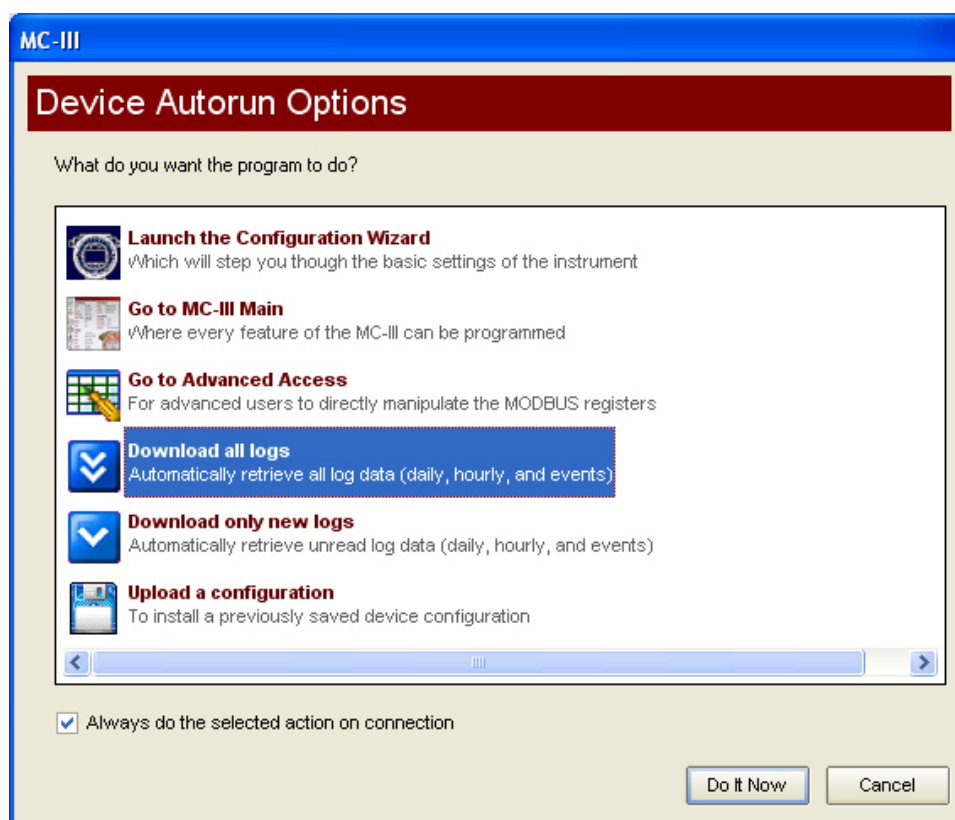 MC-III
Device Autorun Options
What do you want the program to do?
Launch the Configuration Wizard
Which will step you though the basic settings of the instrument
Go to MC-III Main
Where every feature of the MC-III can be programmed
Go to Advanced Access
For advanced users to directly manipulate the MODBUS registers
Download all logs
Automatically retrieve all log data (daily, hourly, and events)
Download only new logs
Automatically retrieve unread log data (daily, hourly, and events)
Upload a configuration
To install a previously saved device configuration
Always do the selected action on connection
Do It Now
Cancel